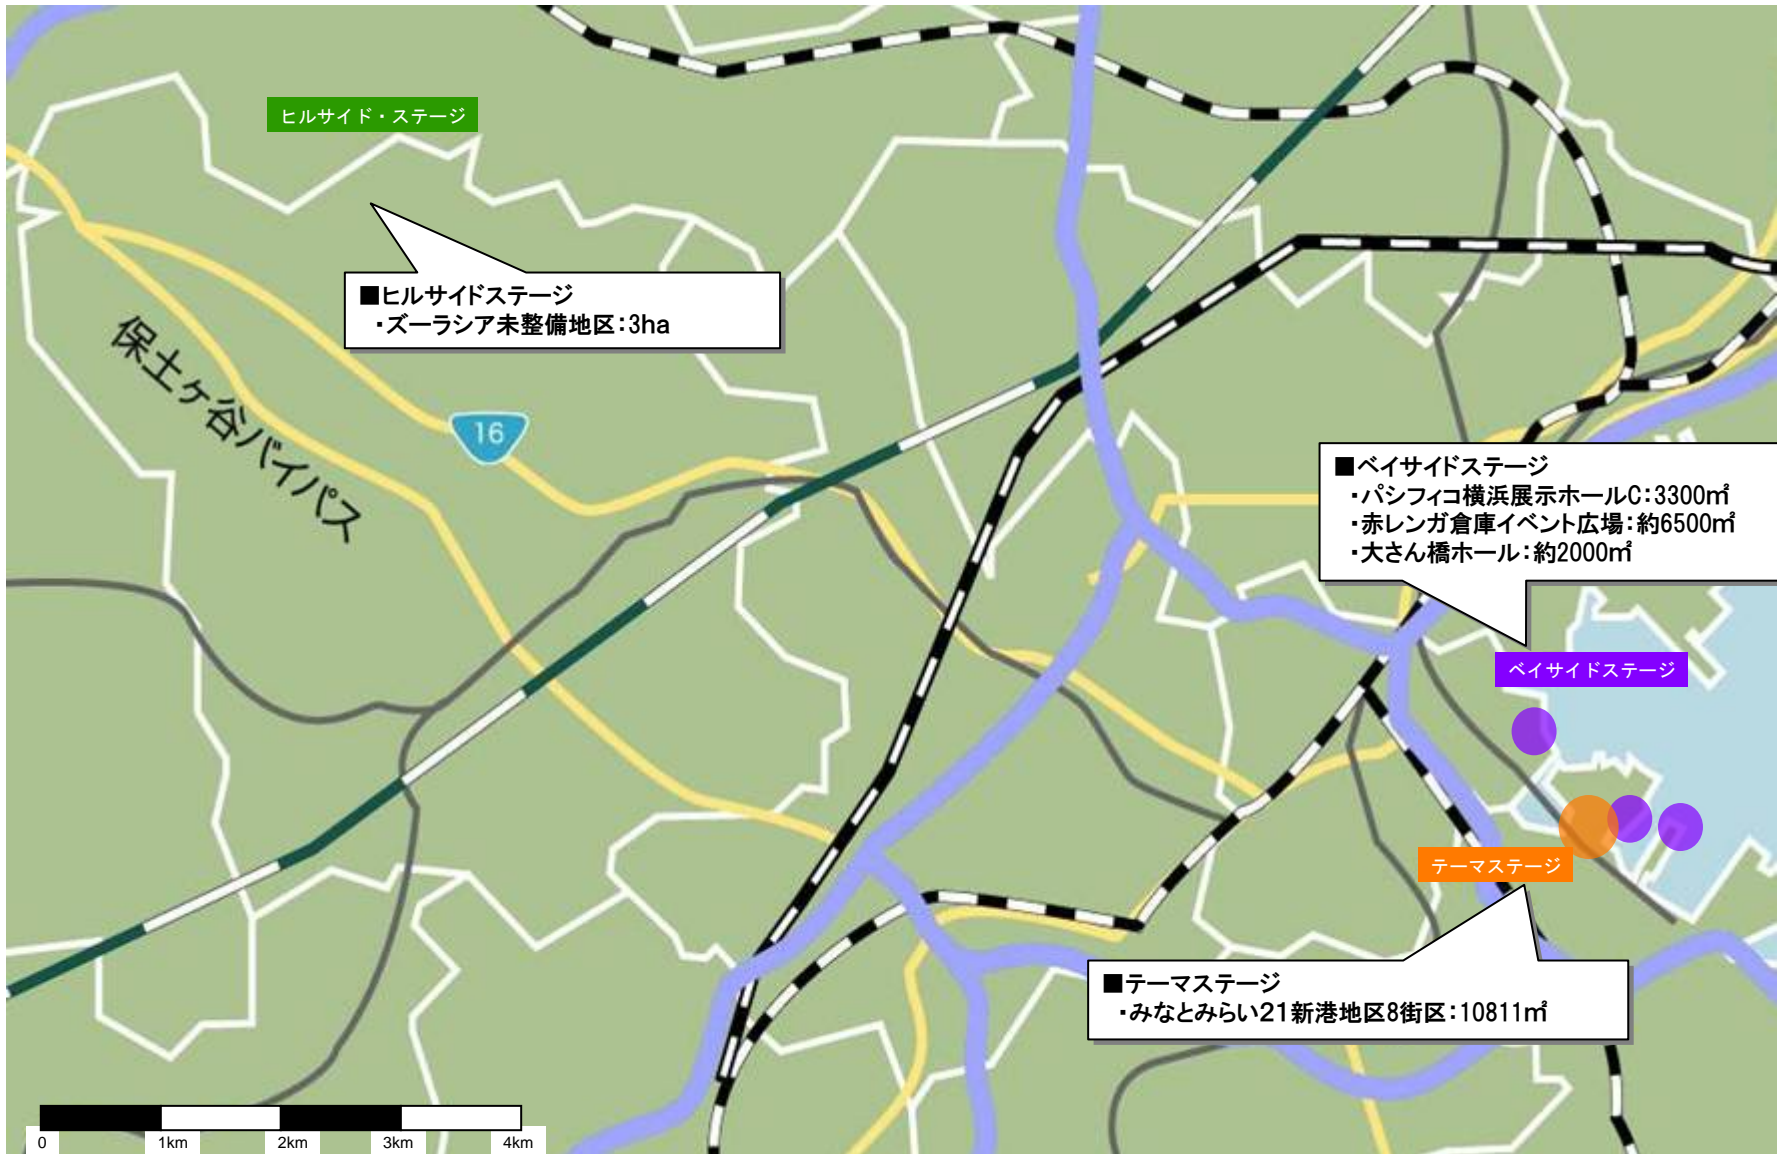 ヒルサイド・ステージ
■ヒルサイドステージ
・ズーラシア未整備地区：3ha
保土ヶ谷バイパス
16
■ベイサイドステージ
・パシフィコ横浜展示ホールC：3300㎡
・赤レンガ倉庫イベント広場：約6500㎡
・大さん橋ホール：約2000㎡
ベイサイドステージ
テーマステージ
■テーマステージ
・みなとみらい21新港地区8街区：10811㎡
0 1km 2km 3km 4km